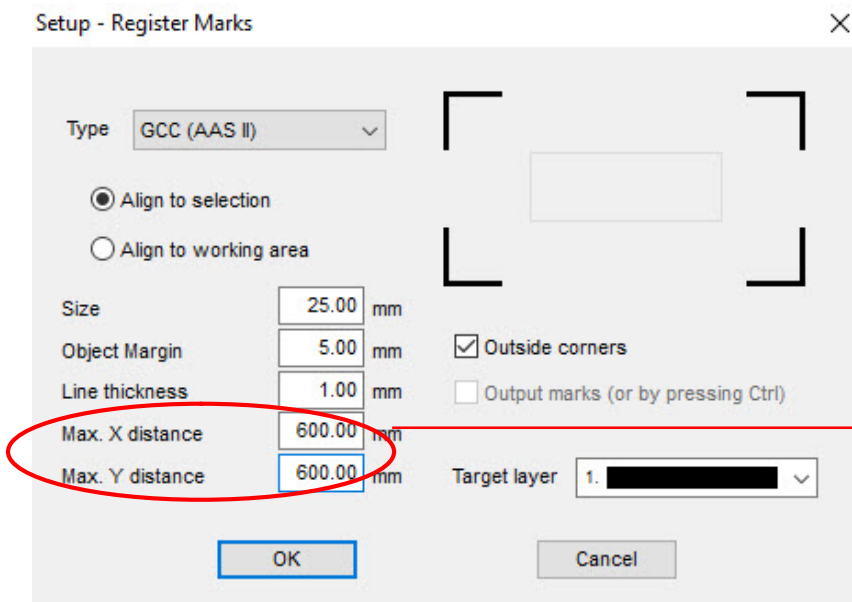 Setup - Register Marks
Type GCC (AAS II)
Align to selection
Align to working area
Size 25.00 mm
Object Margin 5.00 mm
Outside corners
Line thickness 1.00 mm
Output marks (or by pressing Ctrl)
Max. X distance 600.00 mm
Max. Y distance 600.00 mm
Target layer 1.
OK Cancel